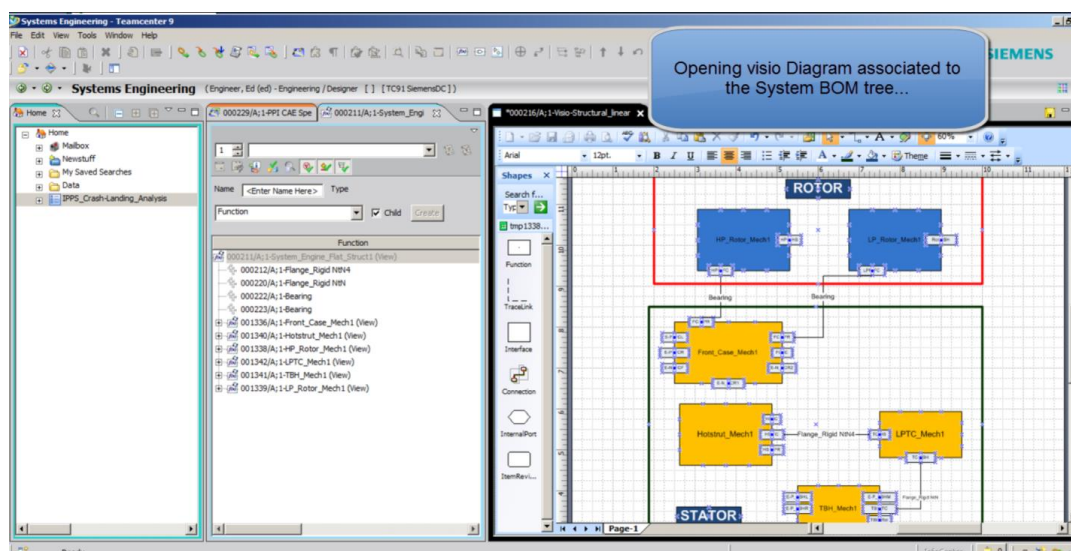 Systems Engineering - Teamcenter 9
File Edit View Tools Window Help
Opening visio Diagram associated to
the System BOM tree...
SIEMENS
Systems Engineering (Engineer, Ed (ed) - Engineering / Designer [ ] [TC91 SiemensDC])
Home
000229/A;1-PPI CAE Spe
000211/A;1-System_Engi
*000216/A;1-Visio-Structural_linear
Home
Mailbox
Newstuff
My Saved Searches
Data
IPPS_Crash-Landing_Analysis
1
Name <Enter Name Here> Type
Function Child Create
Function
000211/A;1-System_Engine_Flat_Struct1 (View)
000212/A;1-Flange_Rigid NtN4
000220/A;1-Flange_Rigid NtN
000222/A;1-Bearing
000223/A;1-Bearing
001336/A;1-Front_Case_Mech1 (View)
001340/A;1-Hotstrut_Mech1 (View)
001338/A;1-HP_Rotor_Mech1 (View)
001342/A;1-LPTC_Mech1 (View)
001341/A;1-TBH_Mech1 (View)
001339/A;1-LP_Rotor_Mech1 (View)
60%
Arial 12pt. B I U Theme
Shapes
Search f...
tmp1338...
Function
TraceLink
Interface
Connection
InternalPort
ItemRevi...
ROTOR
HP_Rotor_Mech1
LP_Rotor_Mech1
Bearing
Bearing
Front_Case_Mech1
Hotstrut_Mech1
Flange_Rigid NtN4
LPTC_Mech1
TBH_Mech1
STATOR
Page-1